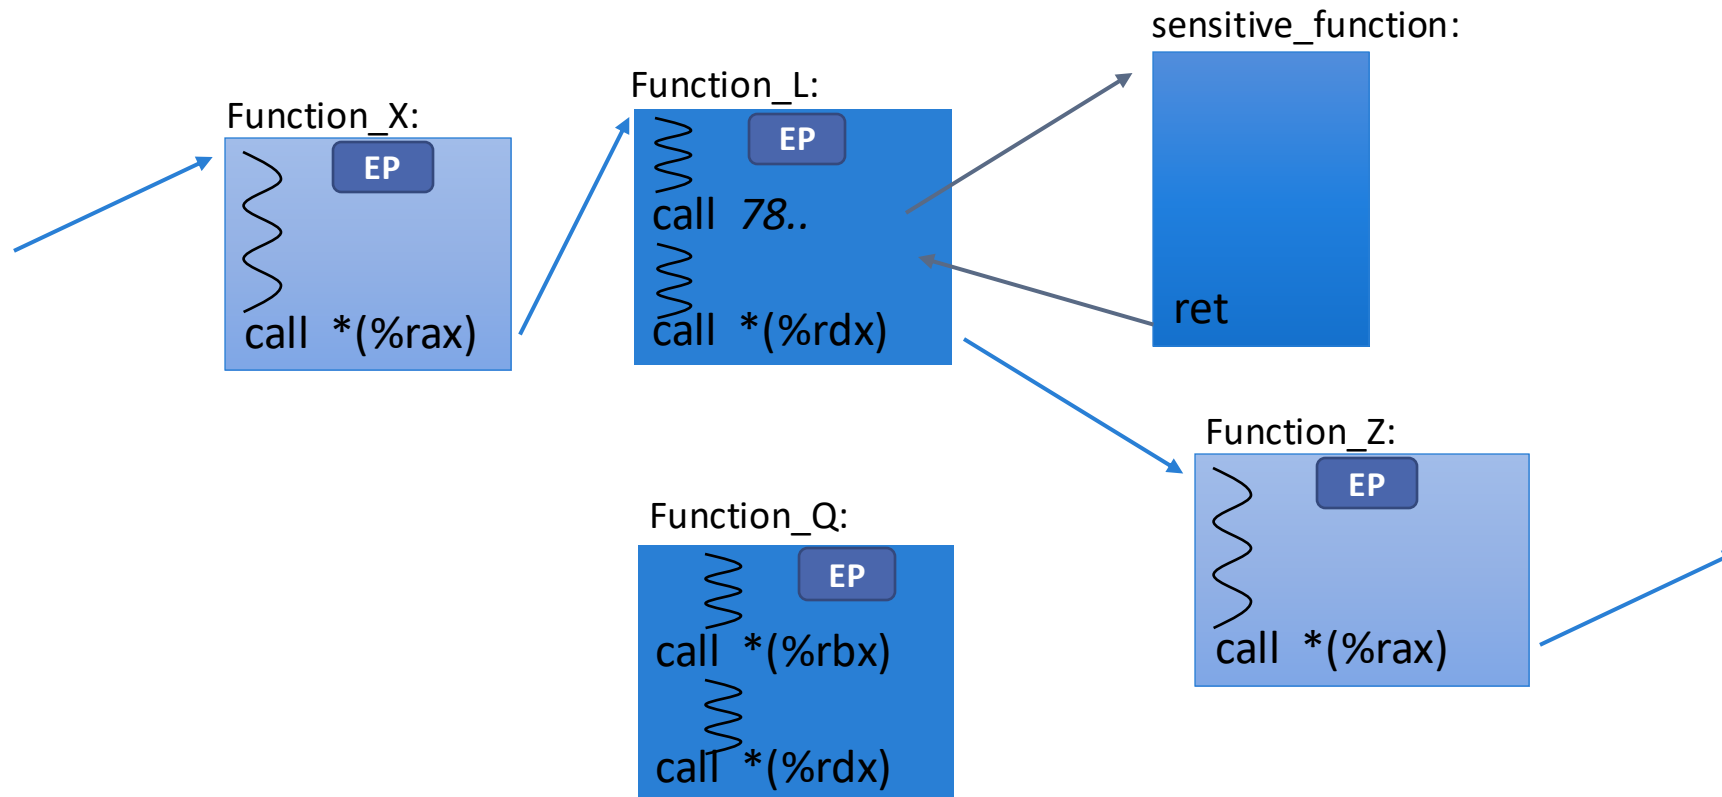 sensitive_function:
ret
Function_L:
EP
call 78..
call *(%rdx)
Function_X:
EP
call *(%rax)
Function_Z:
EP
call *(%rax)
Function_Q:
EP
call *(%rbx)
call *(%rdx)